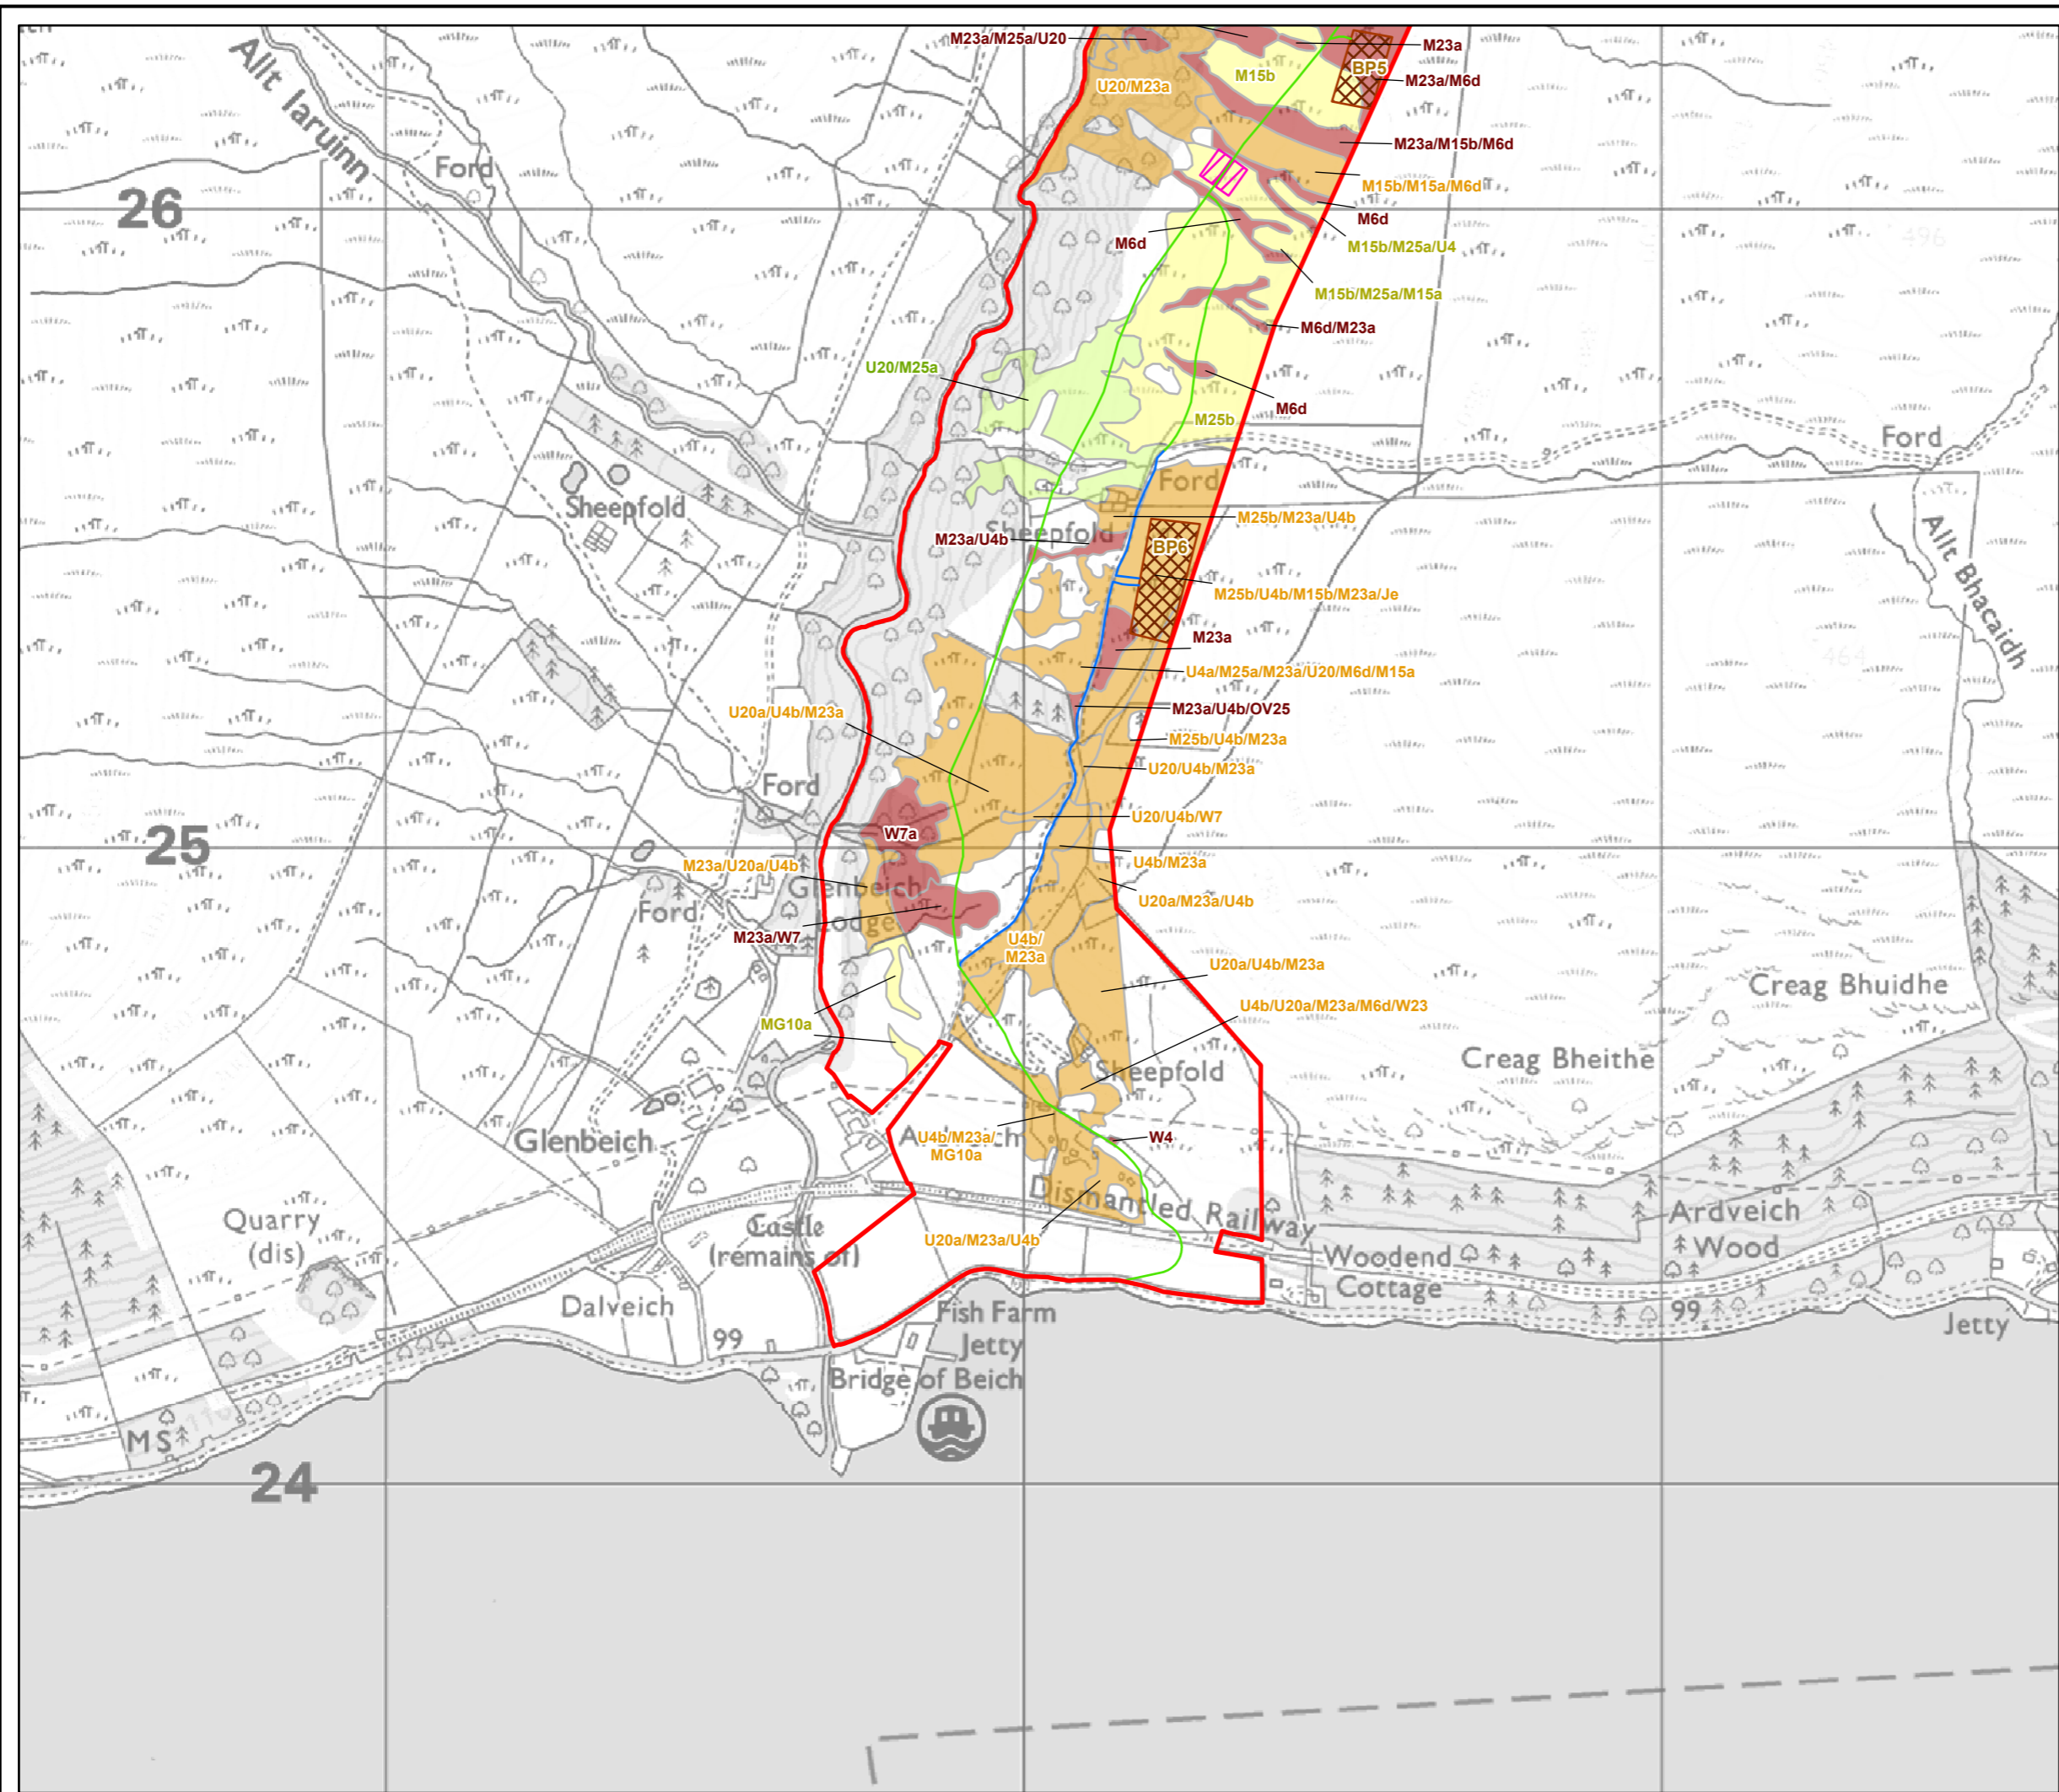 M23a/M25a/U20
M23a
M15b
BP5
M23a/M6d
U20/M23a
Allt Iaruinn
Ford
M23a/M15b/M6d
M15b/M15a/M6d
26
M6d
M6d
M15b/M25a/U4
496
M15b/M25a/M15a
M6d/M23a
U20/M25a
M6d
M25b
Ford
Ford
Sheepfold
M25b/M23a/U4b
Sheepfold
M23a/U4b
BP6
Allt Bhacaidh
M25b/U4b/M15b/M23a/Je
M23a
464
U4a/M25a/M23a/U20/M6d/M15a
M23a/U4b/OV25
U20a/U4b/M23a
M25b/U4b/M23a
U20/U4b/M23a
Ford
U20/U4b/W7
W7a
25
U4b/M23a
M23a/U20a/U4b
Glenbeich
Lodge
U20a/M23a/U4b
Ford
M23a/W7
U4b/
M23a
U20a/U4b/M23a
Creag Bhuidhe
U4b/U20a/M23a/M6d/W23
MG10a
Creag Bheithe
Sheepfold
Glenbeich
U4b/M23a/
MG10a
W4
Dismantled Railway
Ardveich
Wood
Quarry
(dis)
Castle
(remains of)
U20a/M23a/U4b
Woodend
Cottage
Dalveich
99
Fish Farm
Jetty
99
Jetty
Bridge of Beich
MS
24